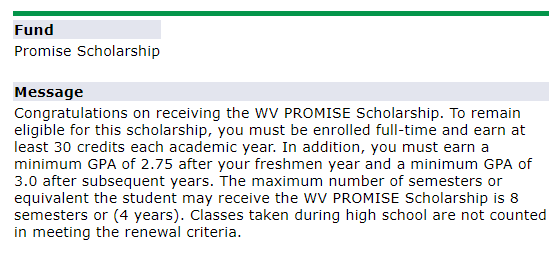 Fund
Promise Scholarship
Message
Congratulations on receiving the WV PROMISE Scholarship. To remain
eligible for this scholarship, you must be enrolled full-time and earn at
least 30 credits each academic year. In addition, you must earn a
minimum GPA of 2.75 after your freshmen year and a minimum GPA of
3.0 after subsequent years. The maximum number of semesters or
equivalent the student may receive the WV PROMISE Scholarship is 8
semesters or (4 years). Classes taken during high school are not counted
in meeting the renewal criteria.